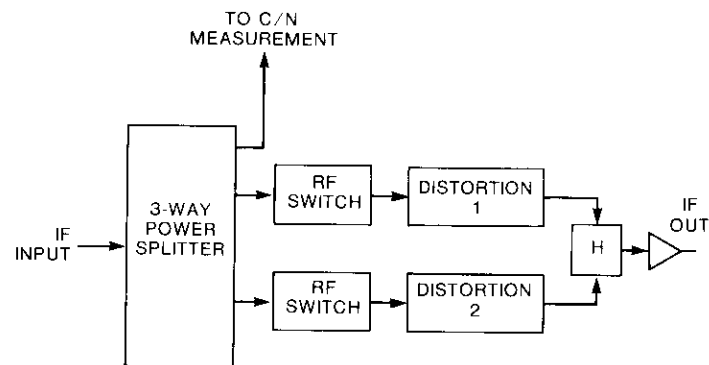 TO C/N
MEASUREMENT
IF
INPUT
3-WAY
POWER
SPLITTER
RF
SWITCH
DISTORTION
1
RF
SWITCH
DISTORTION
2
H
IF
OUT